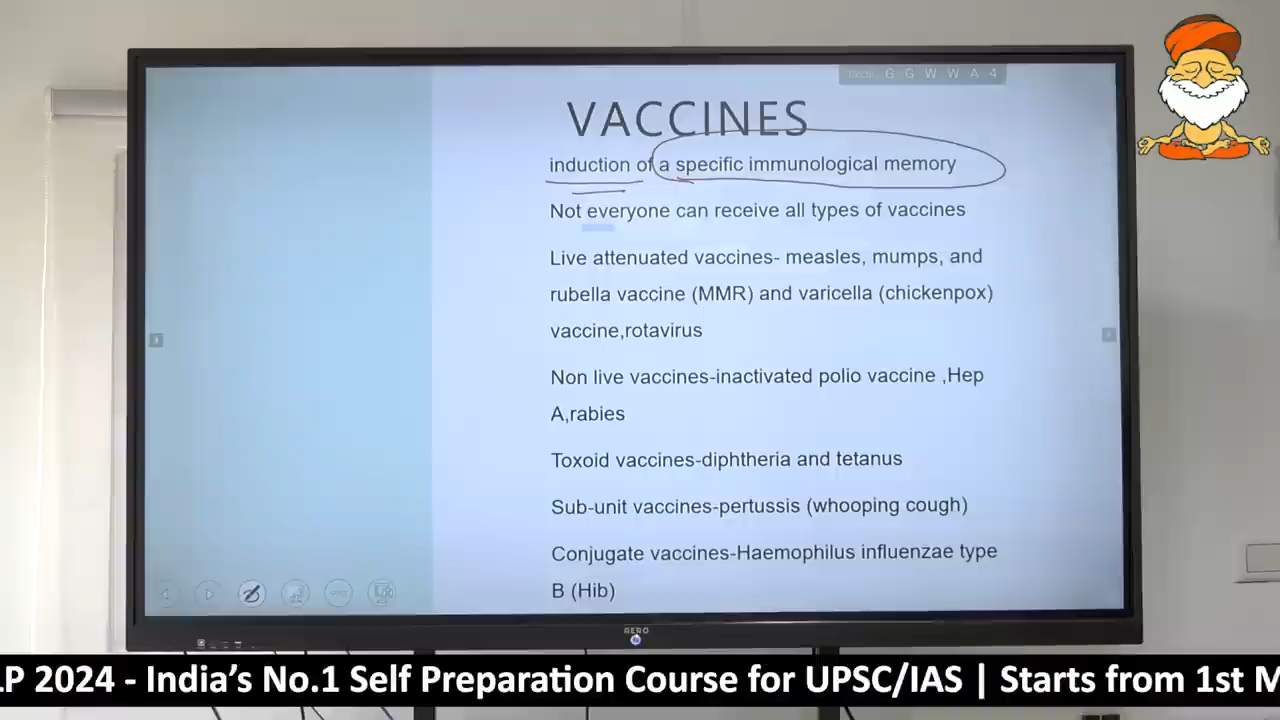 Code: G G W W A 4
VACCINES
induction of a specific immunological memory
Not everyone can receive all types of vaccines
Live attenuated vaccines- measles, mumps, and
rubella vaccine (MMR) and varicella (chickenpox)
vaccine,rotavirus
Non live vaccines-inactivated polio vaccine ,Hep
A,rabies
Toxoid vaccines-diphtheria and tetanus
Sub-unit vaccines-pertussis (whooping cough)
Conjugate vaccines-Haemophilus influenzae type
B (Hib)
AERO
LP 2024 - India’s No.1 Self Preparation Course for UPSC/IAS | Starts from 1st M